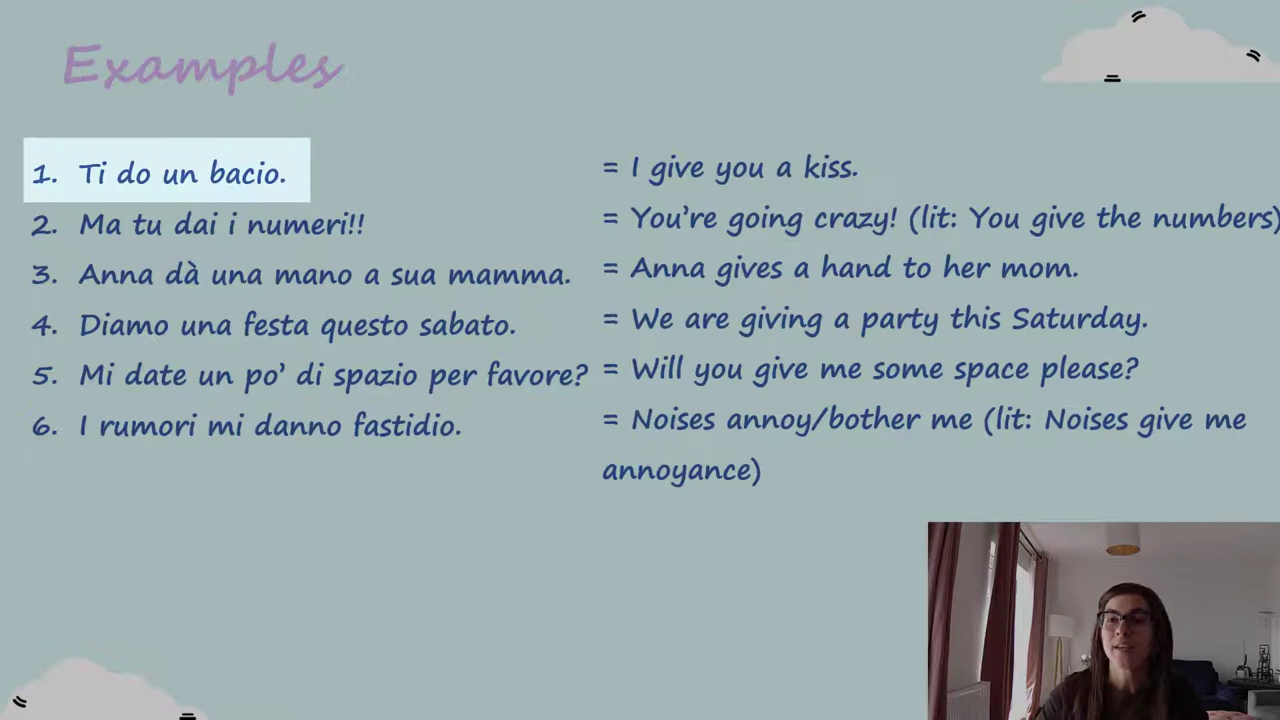 Examples
1. Ti do un bacio.
2. Ma tu dai i numeri!!
3. Anna dà una mano a sua mamma.
4. Diamo una festa questo sabato.
5. Mi date un po’ di spazio per favore?
6. I rumori mi danno fastidio.
= I give you a kiss.
= You’re going crazy! (lit: You give the numbers)
= Anna gives a hand to her mom.
= We are giving a party this Saturday.
= Will you give me some space please?
= Noises annoy/bother me (lit: Noises give me
annoyance)